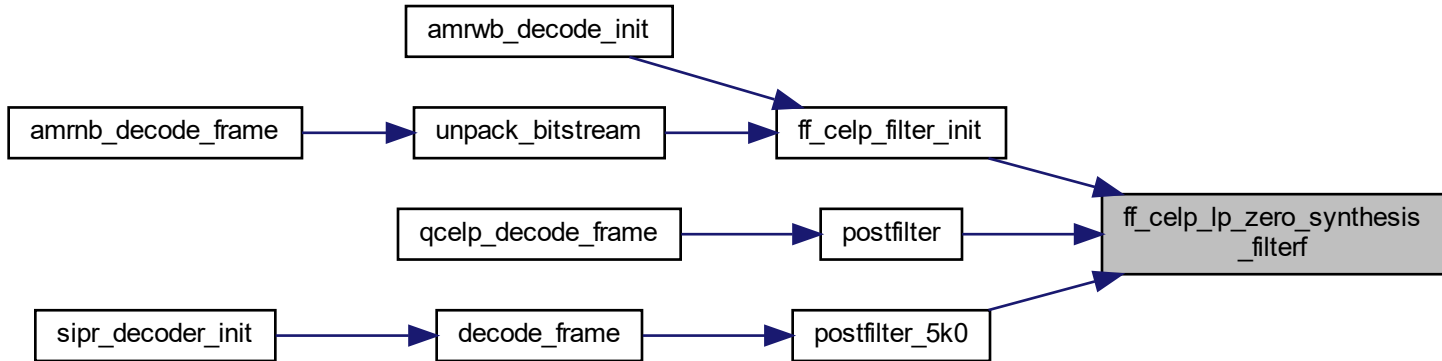 amrwb_decode_init
amrnb_decode_frame
unpack_bitstream
ff_celp_filter_init
ff_celp_lp_zero_synthesis
_filterf
qcelp_decode_frame
postfilter
sipr_decoder_init
decode_frame
postfilter_5k0